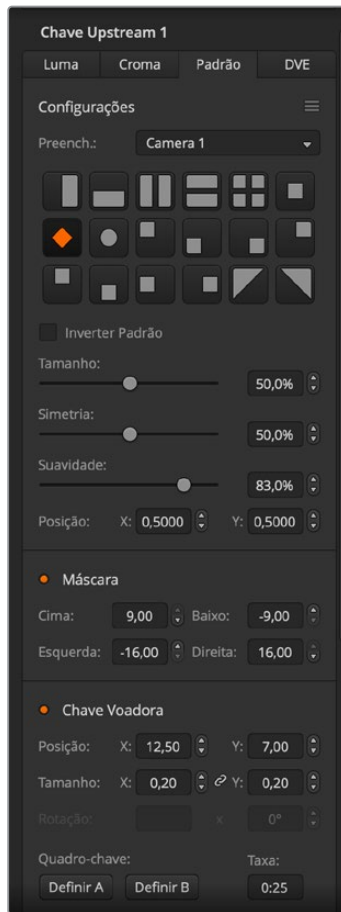 Chave Upstream 1
Luma Croma Padrão DVE
Configurações
Preench.: Camera 1
Inverter Padrão
Tamanho:
50,0%
Simetria:
50,0%
Suavidade:
83,0%
Posição: X: 0,5000 Y: 0,5000
Máscara
Cima: 9,00 Baixo: -9,00
Esquerda: -16,00 Direita: 16,00
Chave Voadora
Posição: X: 12,50 Y: 7,00
Tamanho: X: 0,20 Y: 0,20
Rotação: x 0°
Quadro-chave: Taxa:
Definir A Definir B 0:25